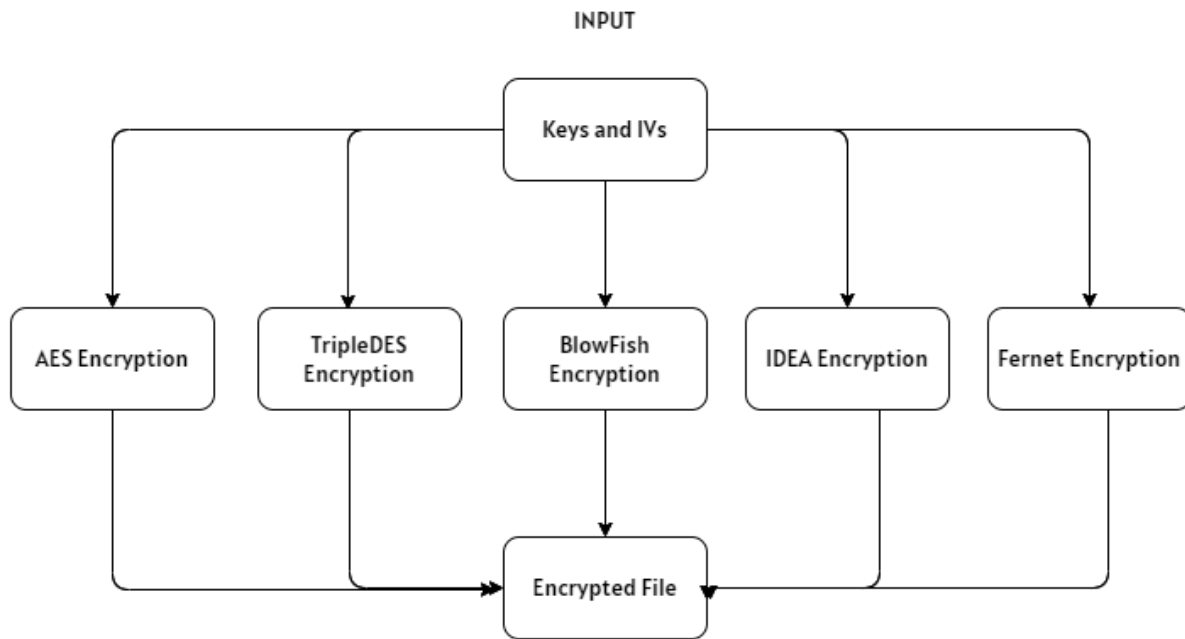 INPUT
Keys and IVs
AES Encryption
TripleDES
Encryption
BlowFish
Encryption
IDEA Encryption
Fernet Encryption
Encrypted File